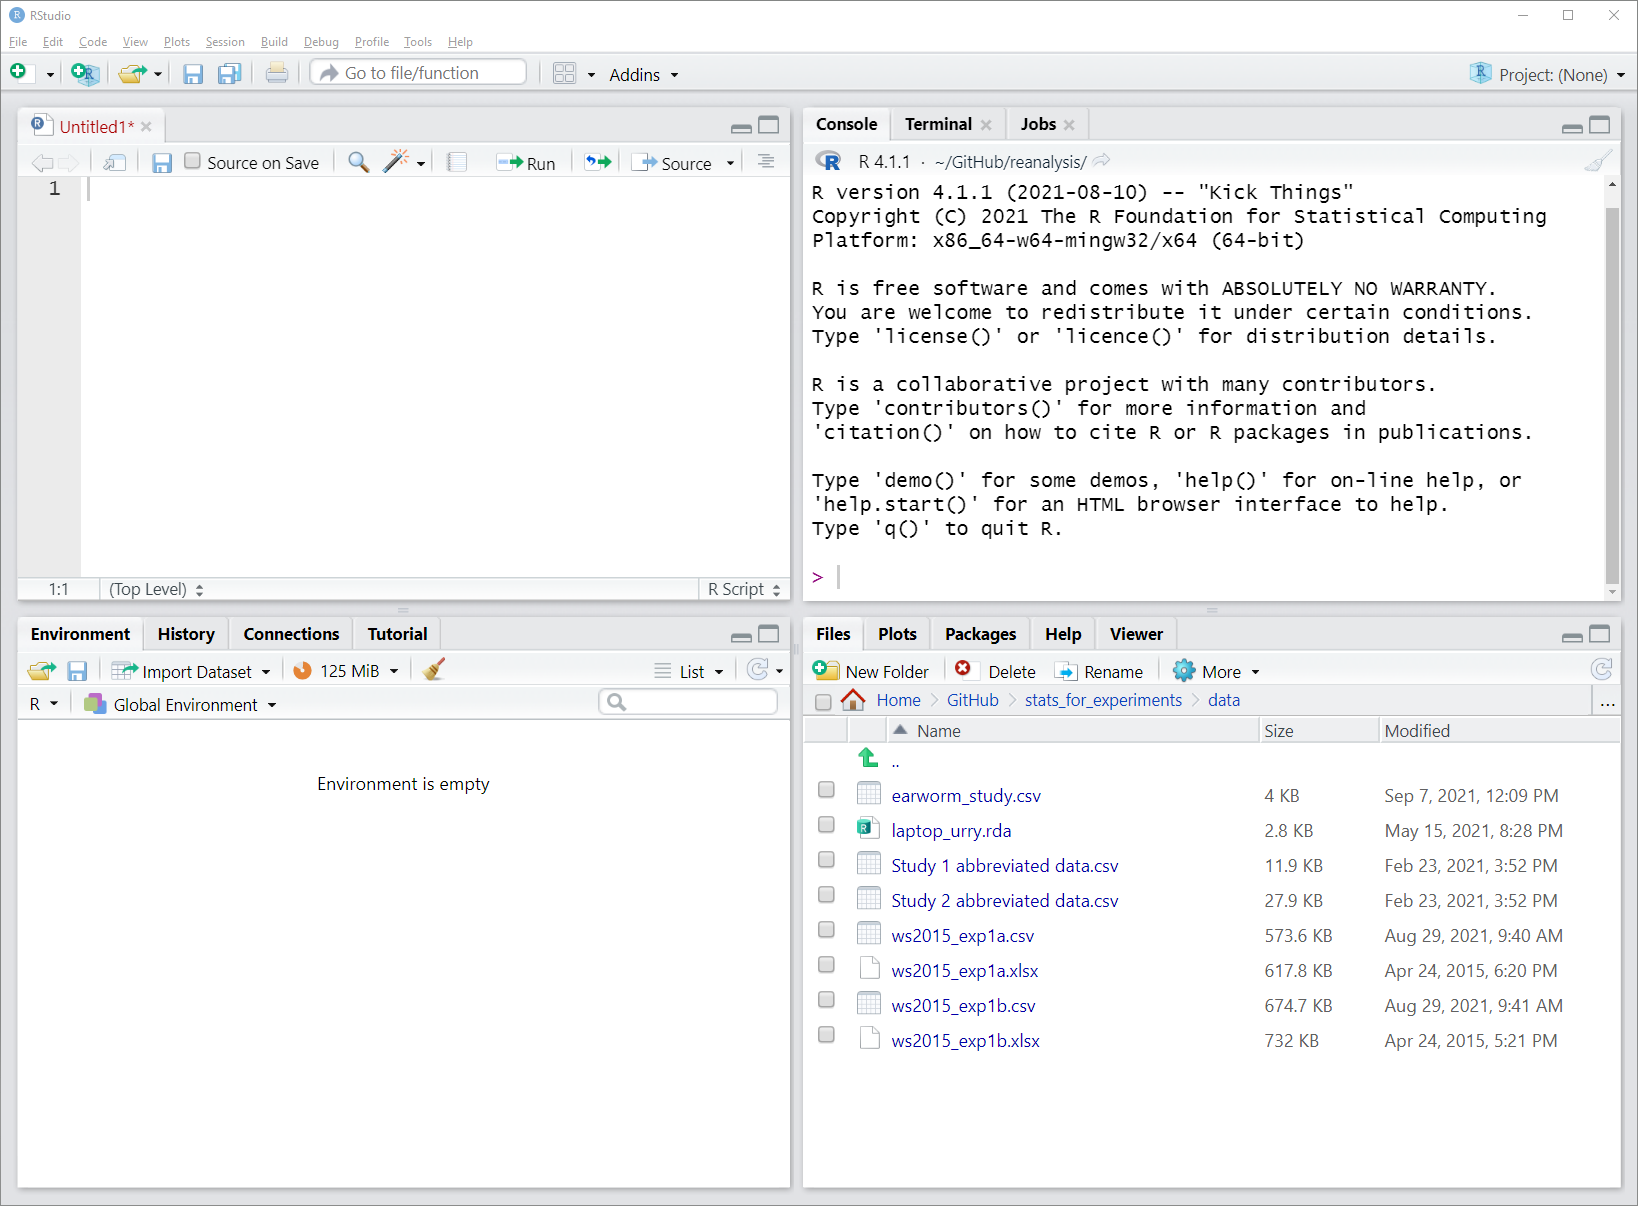 RStudio
File Edit Code View Plots Session Build Debug Profile Tools Help
Go to file/function Addins Project: (None)
Untitled1*
Source on Save Run Source
1
1:1 (Top Level) R Script
Console Terminal Jobs
R 4.1.1 · ~/GitHub/reanalysis/
R version 4.1.1 (2021-08-10) -- "Kick Things"
Copyright (C) 2021 The R Foundation for Statistical Computing
Platform: x86_64-w64-mingw32/x64 (64-bit)
R is free software and comes with ABSOLUTELY NO WARRANTY.
You are welcome to redistribute it under certain conditions.
Type 'license()' or 'licence()' for distribution details.
R is a collaborative project with many contributors.
Type 'contributors()' for more information and
'citation()' on how to cite R or R packages in publications.
Type 'demo()' for some demos, 'help()' for on-line help, or
'help.start()' for an HTML browser interface to help.
Type 'q()' to quit R.
>
Environment History Connections Tutorial
Import Dataset 125 MiB List
R Global Environment
Environment is empty
Files Plots Packages Help Viewer
New Folder Delete Rename More
Home GitHub stats_for_experiments data ...
Name Size Modified
..
earworm_study.csv 4 KB Sep 7, 2021, 12:09 PM
laptop_urry.rda 2.8 KB May 15, 2021, 8:28 PM
Study 1 abbreviated data.csv 11.9 KB Feb 23, 2021, 3:52 PM
Study 2 abbreviated data.csv 27.9 KB Feb 23, 2021, 3:52 PM
ws2015_exp1a.csv 573.6 KB Aug 29, 2021, 9:40 AM
ws2015_exp1a.xlsx 617.8 KB Apr 24, 2015, 6:20 PM
ws2015_exp1b.csv 674.7 KB Aug 29, 2021, 9:41 AM
ws2015_exp1b.xlsx 732 KB Apr 24, 2015, 5:21 PM